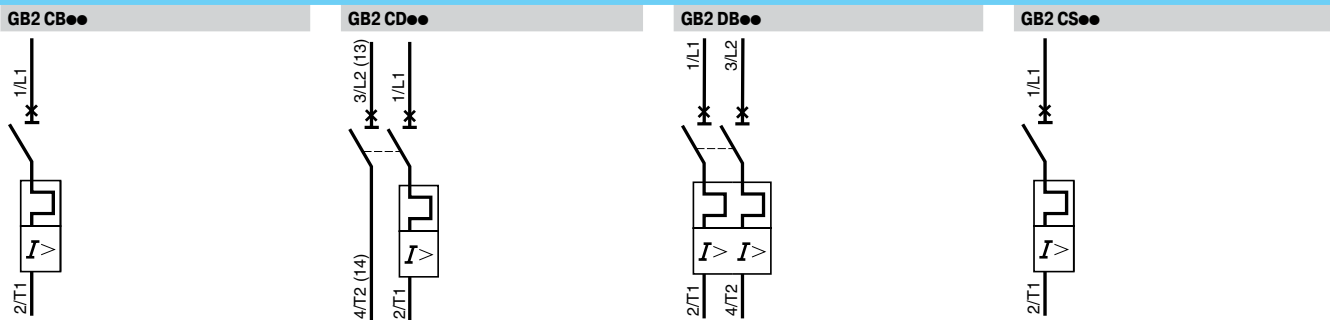 GB2 CB●●
GB2 CD●●
GB2 DB●●
GB2 CS●●
1/L1
3/L2 (13)
1/L1
1/L1
3/L2
1/L1
I>
I>
I> I>
I>
2/T1
4/T2 (14)
2/T1
2/T1
4/T2
2/T1